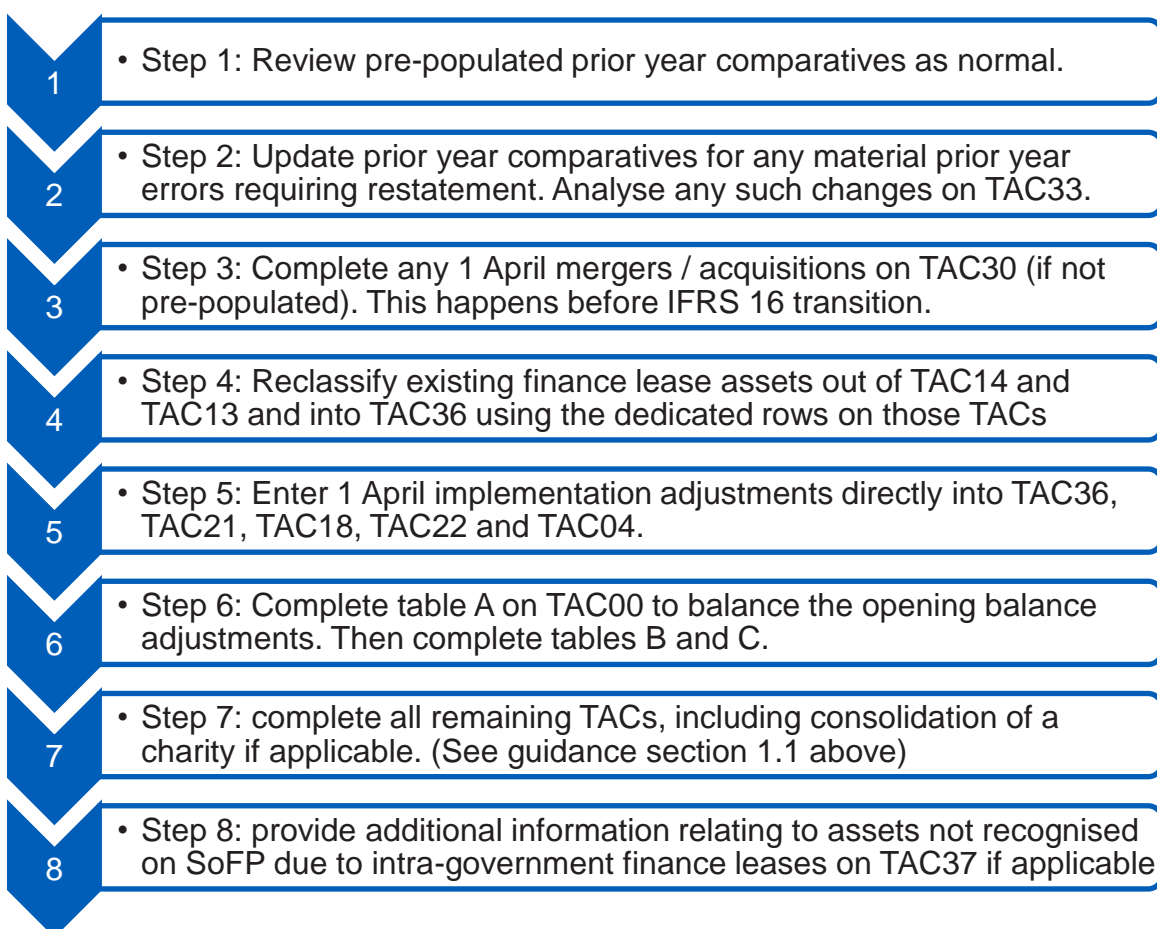 1
• Step 1: Review pre-populated prior year comparatives as normal.
2
• Step 2: Update prior year comparatives for any material prior year
errors requiring restatement. Analyse any such changes on TAC33.
3
• Step 3: Complete any 1 April mergers / acquisitions on TAC30 (if not
pre-populated). This happens before IFRS 16 transition.
4
• Step 4: Reclassify existing finance lease assets out of TAC14 and
TAC13 and into TAC36 using the dedicated rows on those TACs
5
• Step 5: Enter 1 April implementation adjustments directly into TAC36,
TAC21, TAC18, TAC22 and TAC04.
6
• Step 6: Complete table A on TAC00 to balance the opening balance
adjustments. Then complete tables B and C.
7
• Step 7: complete all remaining TACs, including consolidation of a
charity if applicable. (See guidance section 1.1 above)
8
• Step 8: provide additional information relating to assets not recognised
on SoFP due to intra-government finance leases on TAC37 if applicable